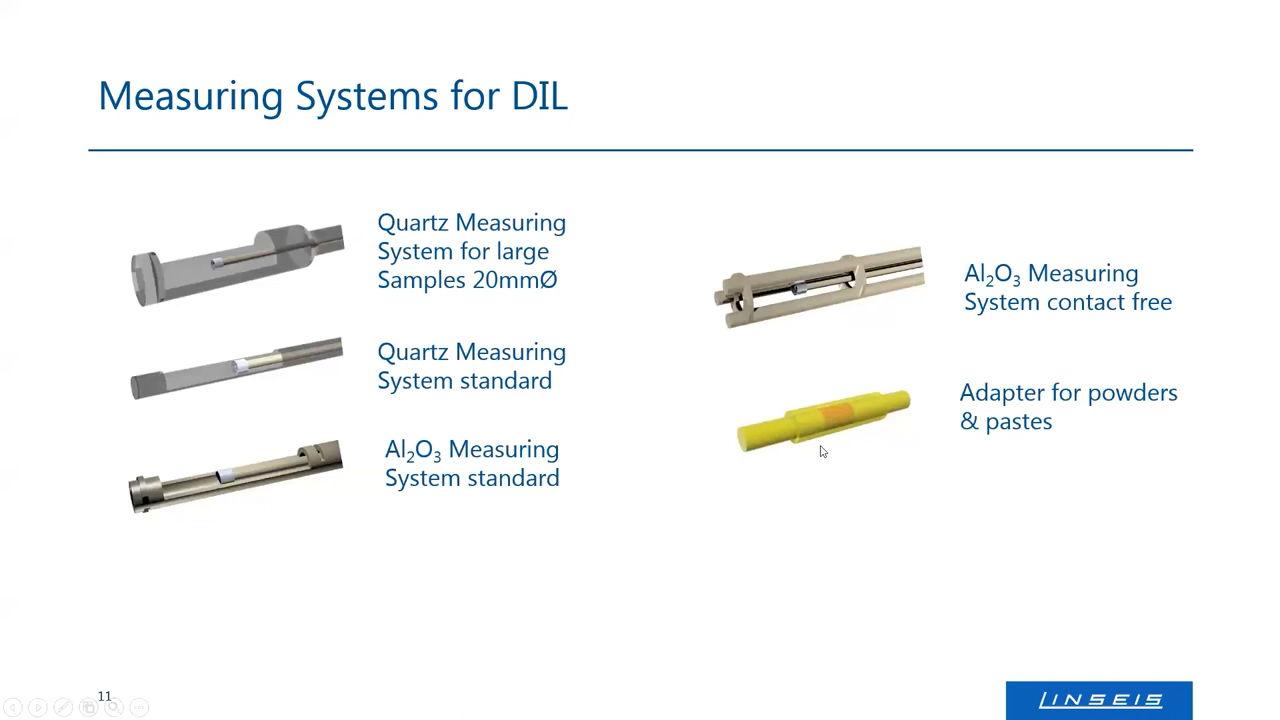 Measuring Systems for DIL
Quartz Measuring
System for large
Samples 20mmØ
Quartz Measuring
System standard
Al₂O₃ Measuring
System standard
Al₂O₃ Measuring
System contact free
Adapter for powders
& pastes
11
LINSEIS